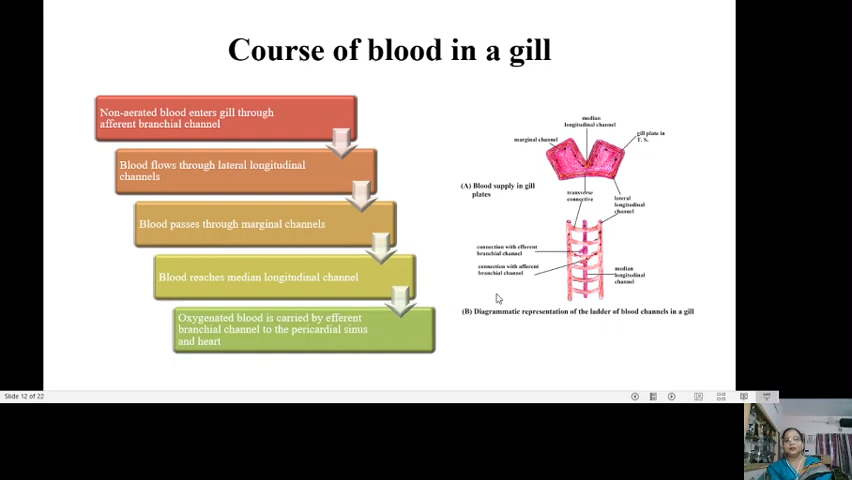 Course of blood in a gill
Non-aerated blood enters gill through
afferent branchial channel
Blood flows through lateral longitudinal
channels
Blood passes through marginal channels
Blood reaches median longitudinal channel
Oxygenated blood is carried by efferent
branchial channel to the pericardial sinus
and heart
median
longitudinal channel
marginal channel
gill plate in
T. S.
(A) Blood supply in gill
plates
transverse
connective
lateral
longitudinal
channel
connection with efferent
branchial channel
connection with afferent
branchial channel
median
longitudinal
channel
(B) Diagrammatic representation of the ladder of blood channels in a gill
Slide 12 of 22